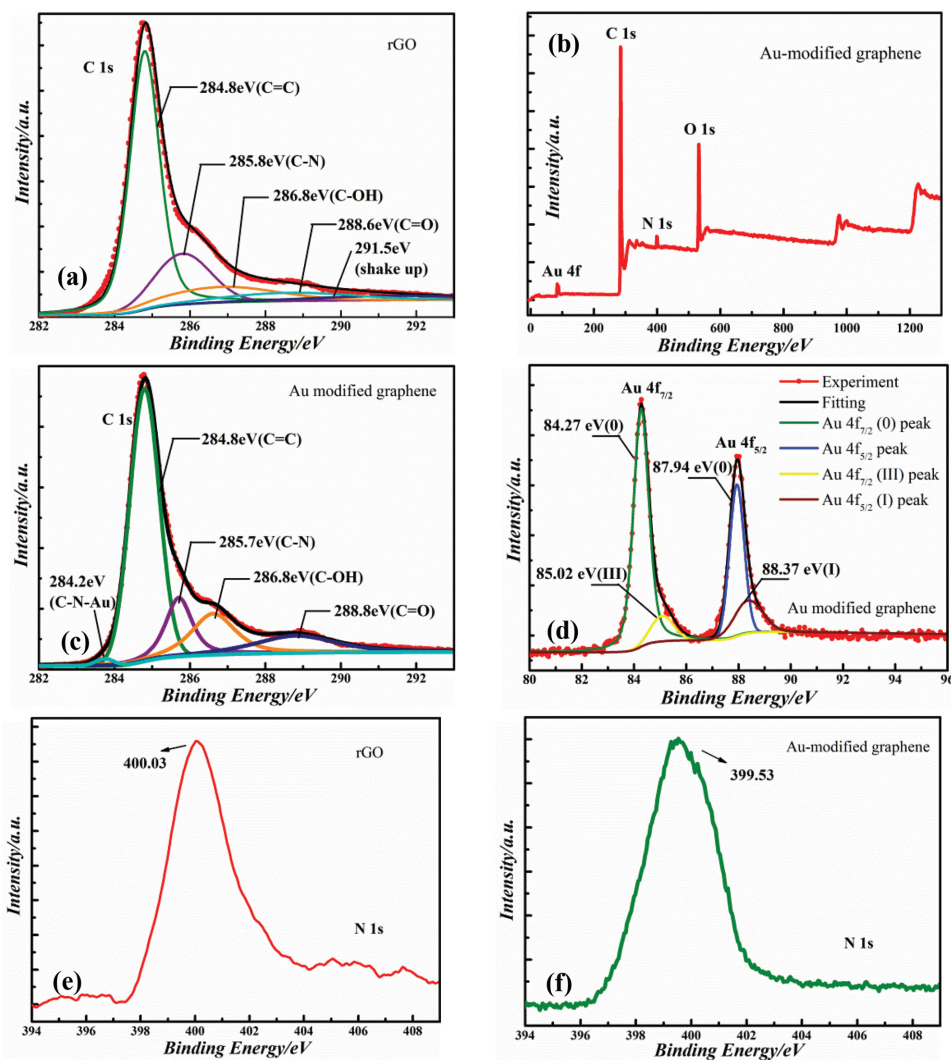 (a)
rGO
C 1s
284.8eV(C=C)
285.8eV(C-N)
286.8eV(C-OH)
288.6eV(C=O)
291.5eV
(shake up)
Intensity/a.u.
282 284 286 288 290 292
Binding Energy/eV
(b)
Au-modified graphene
C 1s
O 1s
N 1s
Au 4f
Intensity/a.u.
0 200 400 600 800 1000 1200
Binding Energy/eV
(c)
Au modified graphene
C 1s
284.8eV(C=C)
285.7eV(C-N)
286.8eV(C-OH)
288.8eV(C=O)
284.2eV
(C-N-Au)
Intensity/a.u.
282 284 286 288 290 292
Binding Energy/eV
(d)
Au 4f7/2
84.27 eV(0)
Au 4f5/2
87.94 eV(0)
85.02 eV(III)
88.37 eV(I)
Experiment
Fitting
Au 4f7/2 (0) peak
Au 4f5/2 peak
Au 4f7/2 (III) peak
Au 4f5/2 (I) peak
Au modified graphene
Intensity/a.u.
80 82 84 86 88 90 92 94 96
Binding Energy/eV
(e)
rGO
400.03
N 1s
Intensity/a.u.
394 396 398 400 402 404 406 408
Binding Energy/eV
(f)
Au-modified graphene
399.53
N 1s
Intensity/a.u.
394 396 398 400 402 404 406 408
Binding Energy/eV